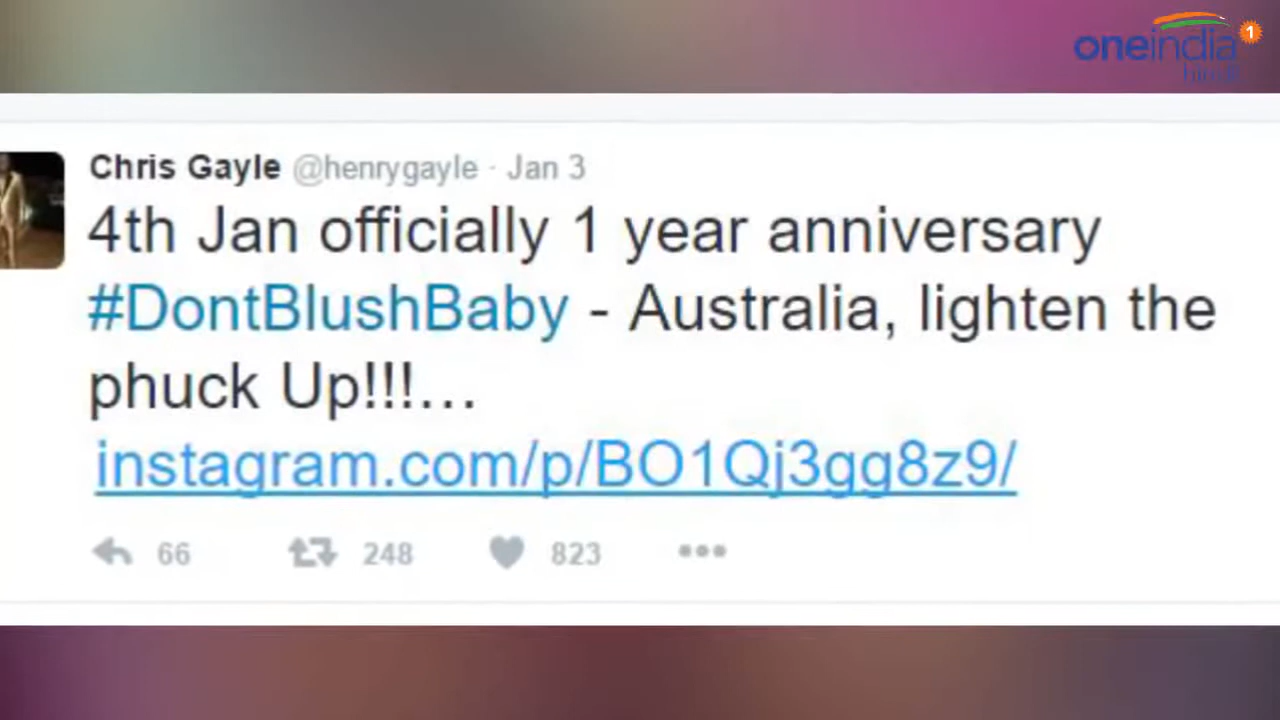 oneindia 1
Chris Gayle @henrygayle · Jan 3
4th Jan officially 1 year anniversary
#DontBlushBaby - Australia, lighten the
phuck Up!!!...
instagram.com/p/BO1Qj3gg8z9/
66 248 823 •••